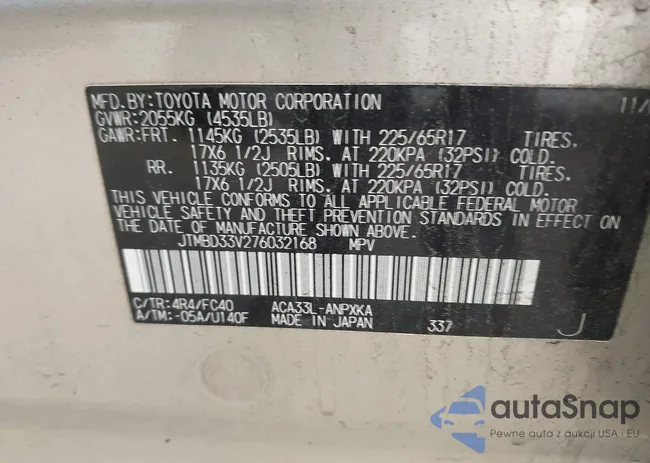 MFD. BY: TOYOTA MOTOR CORPORATION 11/
GVWR: 2055KG (4535LB)
GAWR: FRT. 1145KG (2535LB) WITH 225/65R17 TIRES.
17X6 1/2J RIMS. AT 220KPA (32PSI) COLD.
RR. 1135KG (2505LB) WITH 225/65R17 TIRES.
17X6 1/2J RIMS. AT 220KPA (32PSI) COLD.
THIS VEHICLE CONFORMS TO ALL APPLICABLE FEDERAL MOTOR
VEHICLE SAFETY AND THEFT PREVENTION STANDARDS IN EFFECT ON
THE DATE OF MANUFACTURE SHOWN ABOVE.
JTMBD33V276032168 MPV
C/TR: 4R4/FC40 ACA33L-ANPXKA
A/TM: -05A/U140F MADE IN JAPAN 337 J
autaSnap
Pewne auta z aukcji USA i EU